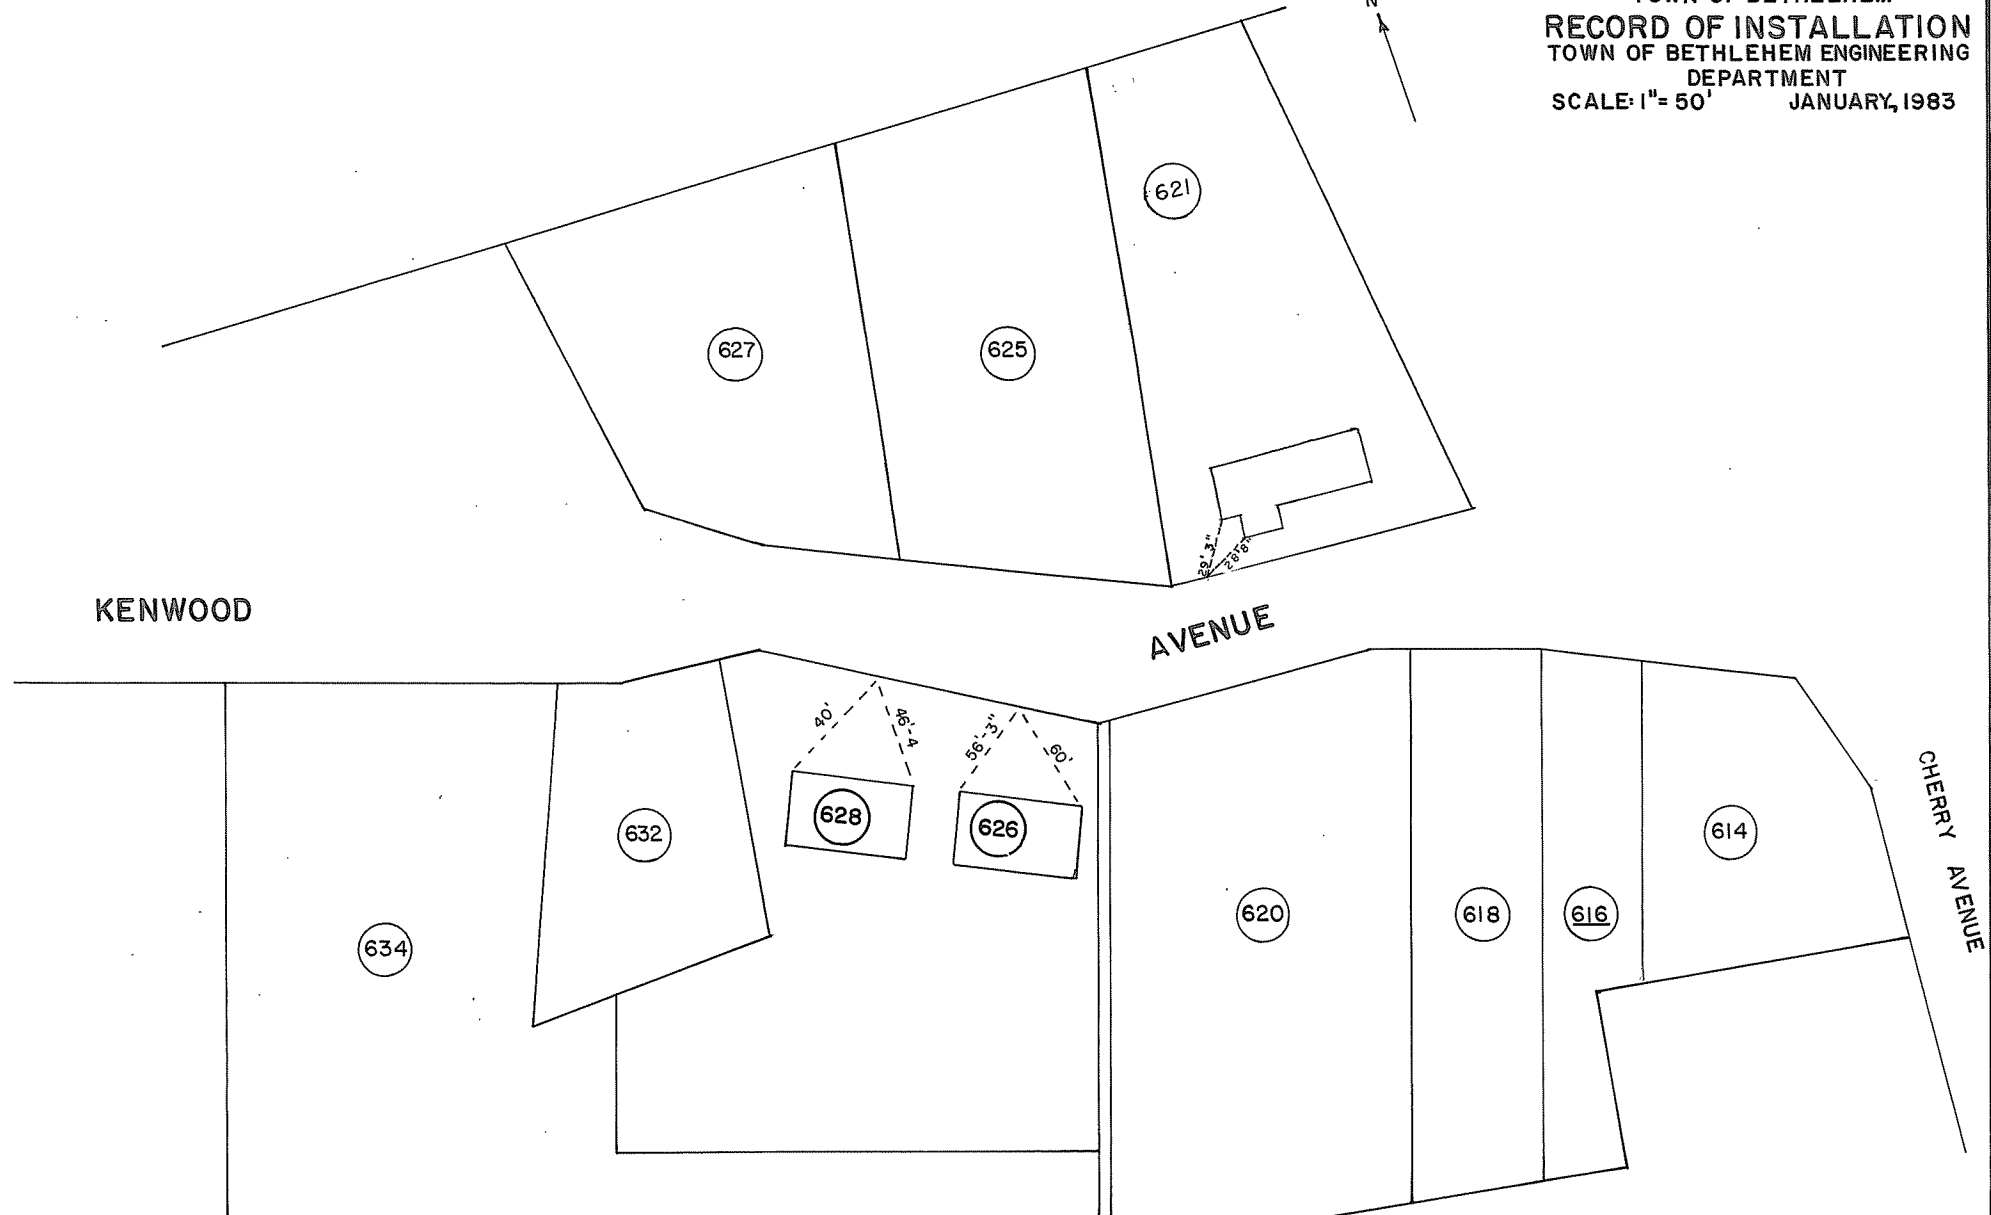 TOWN OF BETHLEHEM
RECORD OF INSTALLATION
TOWN OF BETHLEHEM ENGINEERING
DEPARTMENT
SCALE: 1" = 50' JANUARY, 1983
N
621
627
625
29' 3"
28' 8"
KENWOOD
AVENUE
40'
46'-4
56'-3"
60'
628
626
632
614
CHERRY AVENUE
620
618
616
634